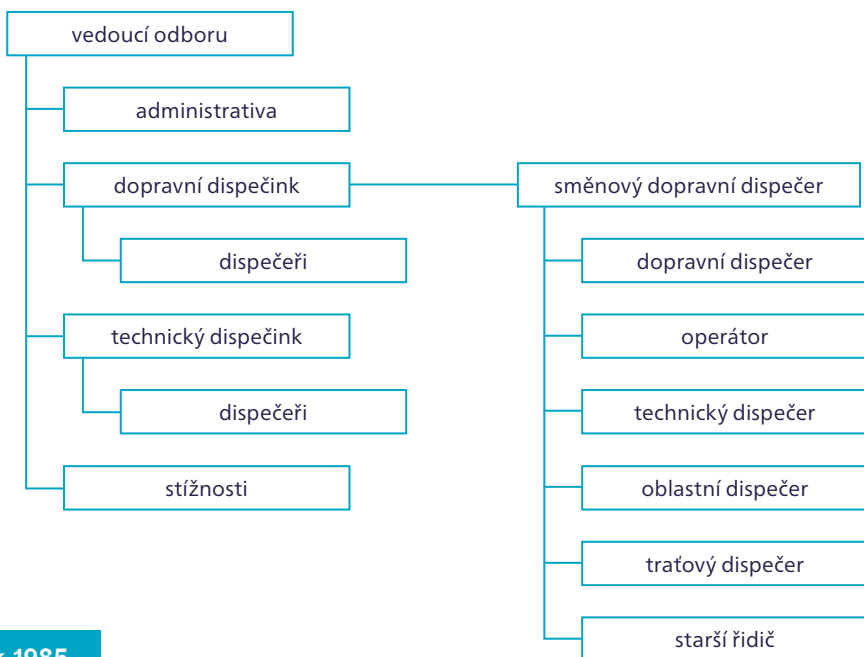 vedoucí odboru
administrativa
dopravní dispečink
dispečeři
technický dispečink
dispečeři
stížnosti
směnový dopravní dispečer
dopravní dispečer
operátor
technický dispečer
oblastní dispečer
traťový dispečer
starší řidič
1985